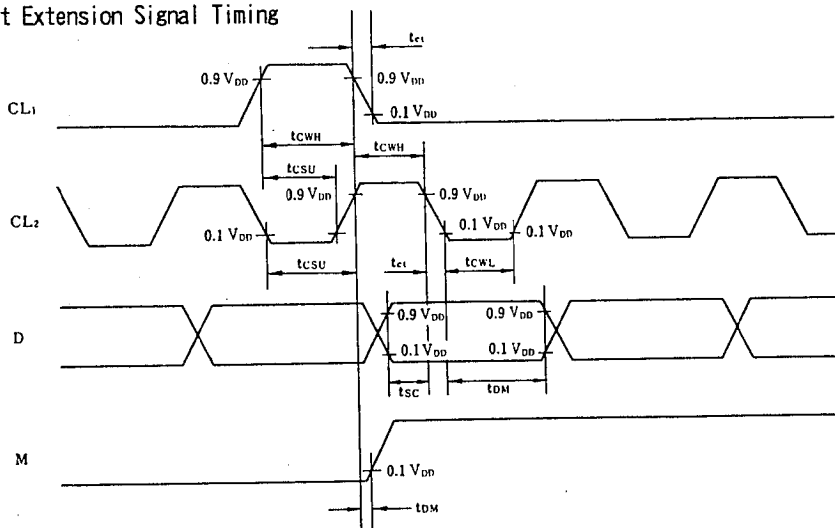 t Extension Signal Timing
tct
0.9 VDD
0.9 VDD
CL1
0.1 VDD
tCWH
tCWH
tCSU
0.9 VDD
0.9 VDD
CL2
0.1 VDD
0.1 VDD
0.1 VDD
tCSU
tct
tCWL
0.9 VDD
0.9 VDD
D
0.1 VDD
0.1 VDD
tSC
tDM
M
0.1 VDD
tDM